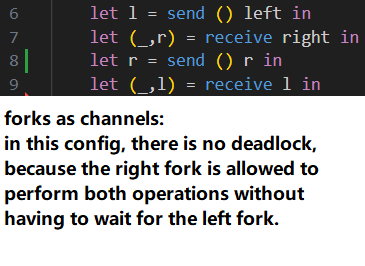 6 let l = send () left in
7 let (_,r) = receive right in
8 let r = send () r in
9 let (_,l) = receive l in
forks as channels:
in this config, there is no deadlock,
because the right fork is allowed to
perform both operations without
having to wait for the left fork.